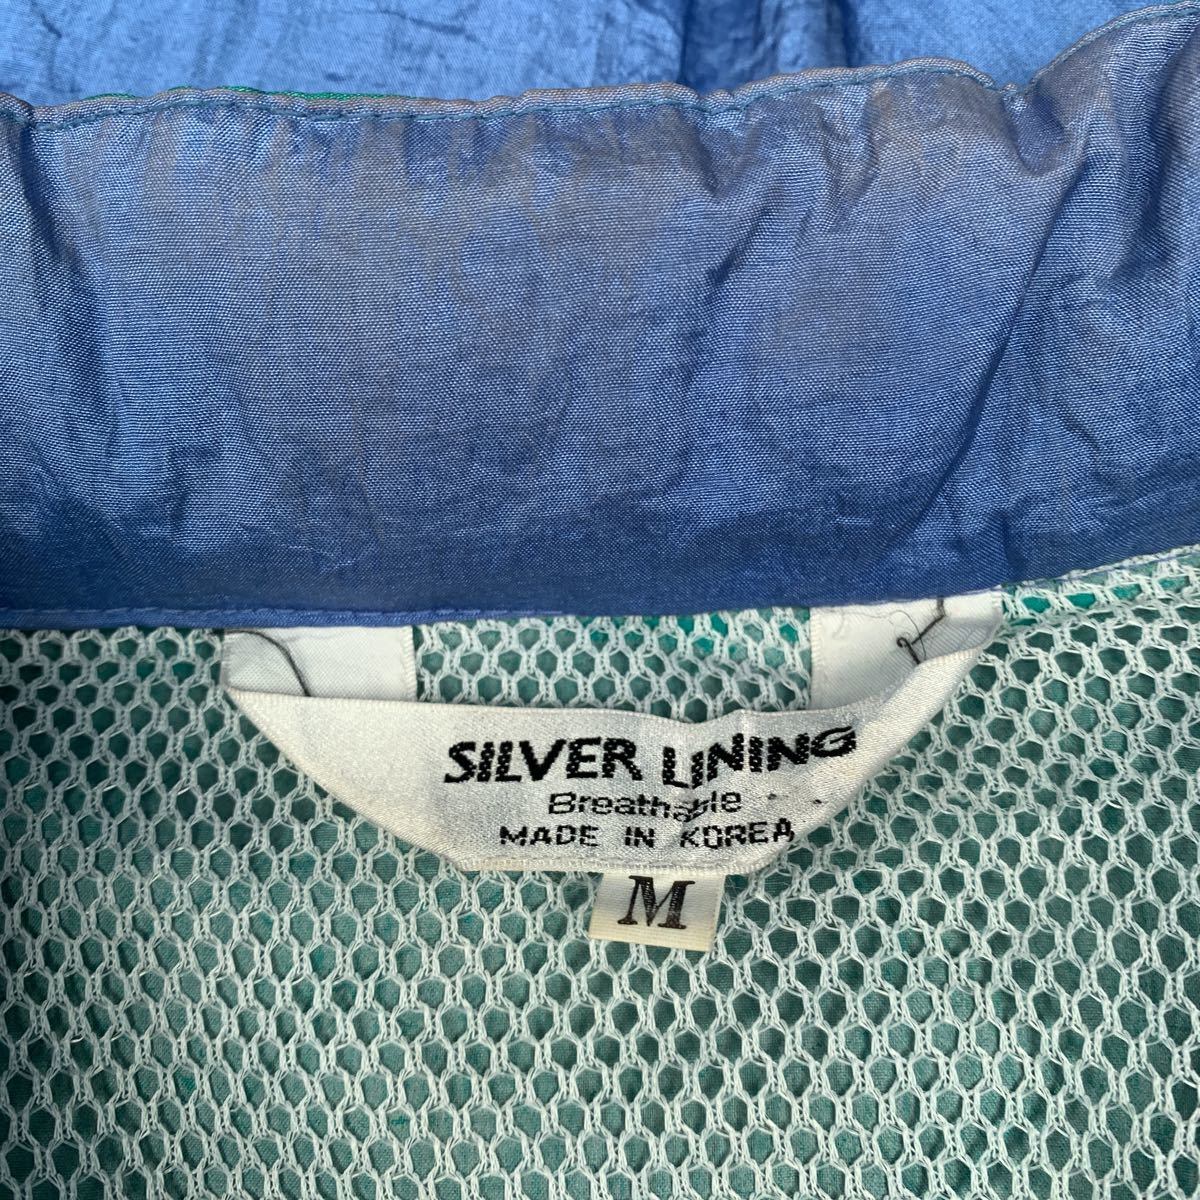 SILVER LINING
Breathable
MADE IN KOREA
M